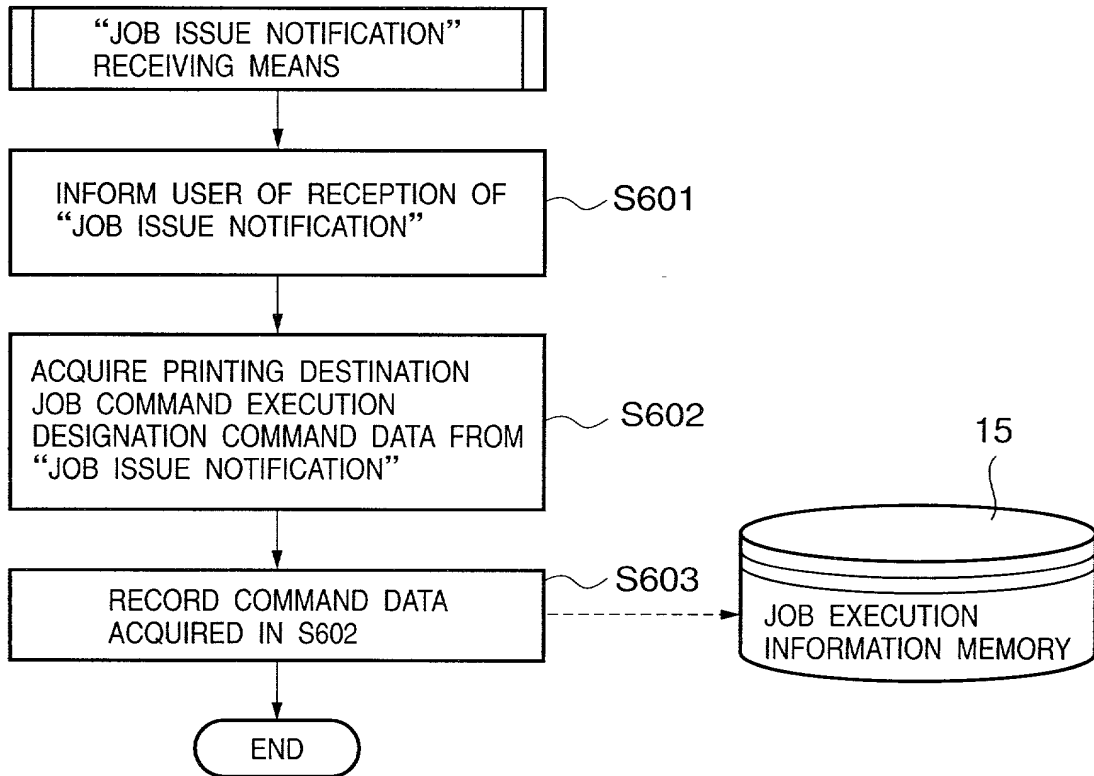 “JOB ISSUE NOTIFICATION”
RECEIVING MEANS
INFORM USER OF RECEPTION OF
“JOB ISSUE NOTIFICATION”
S601
ACQUIRE PRINTING DESTINATION
JOB COMMAND EXECUTION
DESIGNATION COMMAND DATA FROM
“JOB ISSUE NOTIFICATION”
S602
RECORD COMMAND DATA
ACQUIRED IN S602
S603
15
JOB EXECUTION
INFORMATION MEMORY
END